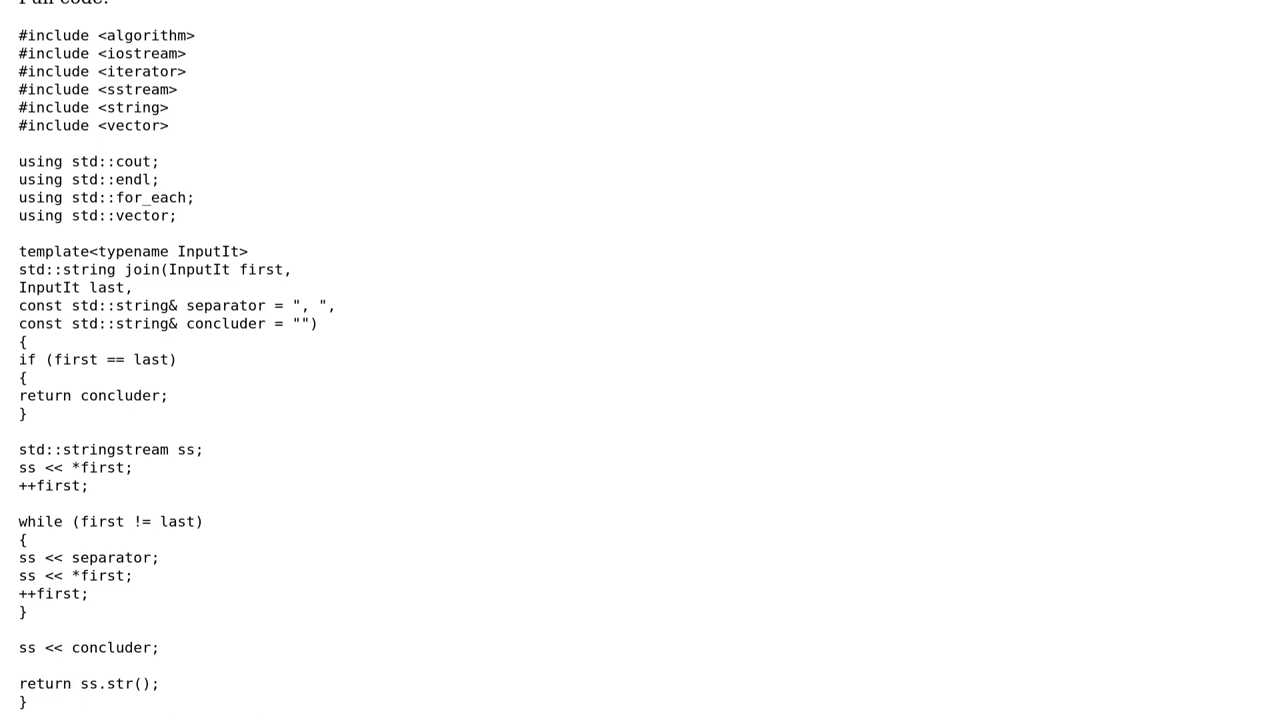 Full code:
#include <algorithm>
#include <iostream>
#include <iterator>
#include <sstream>
#include <string>
#include <vector>
using std::cout;
using std::endl;
using std::for_each;
using std::vector;
template<typename InputIt>
std::string join(InputIt first,
InputIt last,
const std::string& separator = ", ",
const std::string& concluder = "")
{
if (first == last)
{
return concluder;
}
std::stringstream ss;
ss << *first;
++first;
while (first != last)
{
ss << separator;
ss << *first;
++first;
}
ss << concluder;
return ss.str();
}